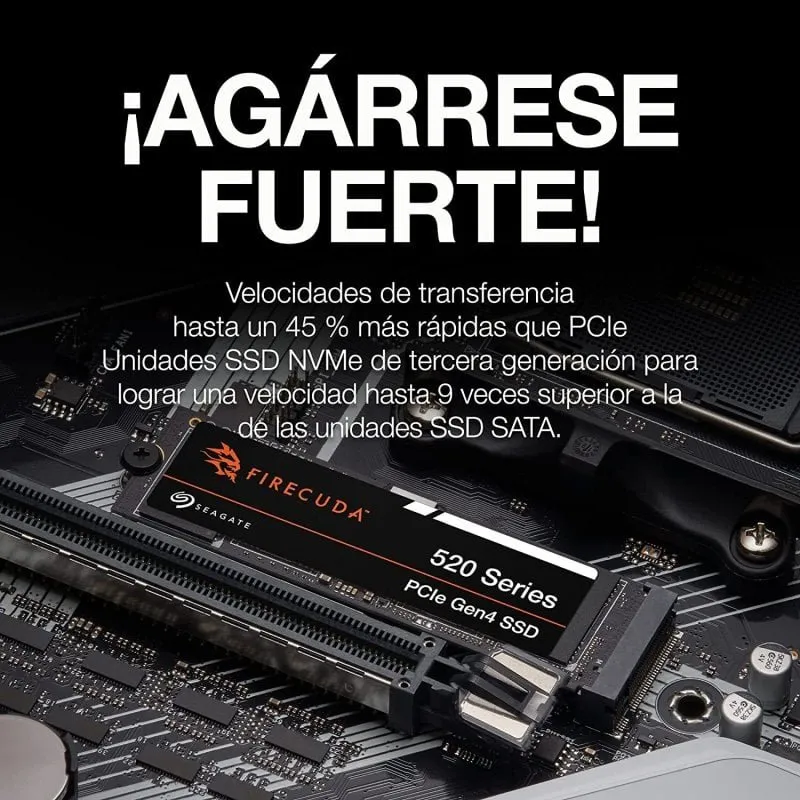 ¡AGÁRRESE
FUERTE!
Velocidades de transferencia
hasta un 45 % más rápidas que PCIe
Unidades SSD NVMe de tercera generación para
lograr una velocidad hasta 9 veces superior a la
de las unidades SSD SATA.
FIRECUDA™
SEAGATE
520 Series
PCIe Gen4 SSD